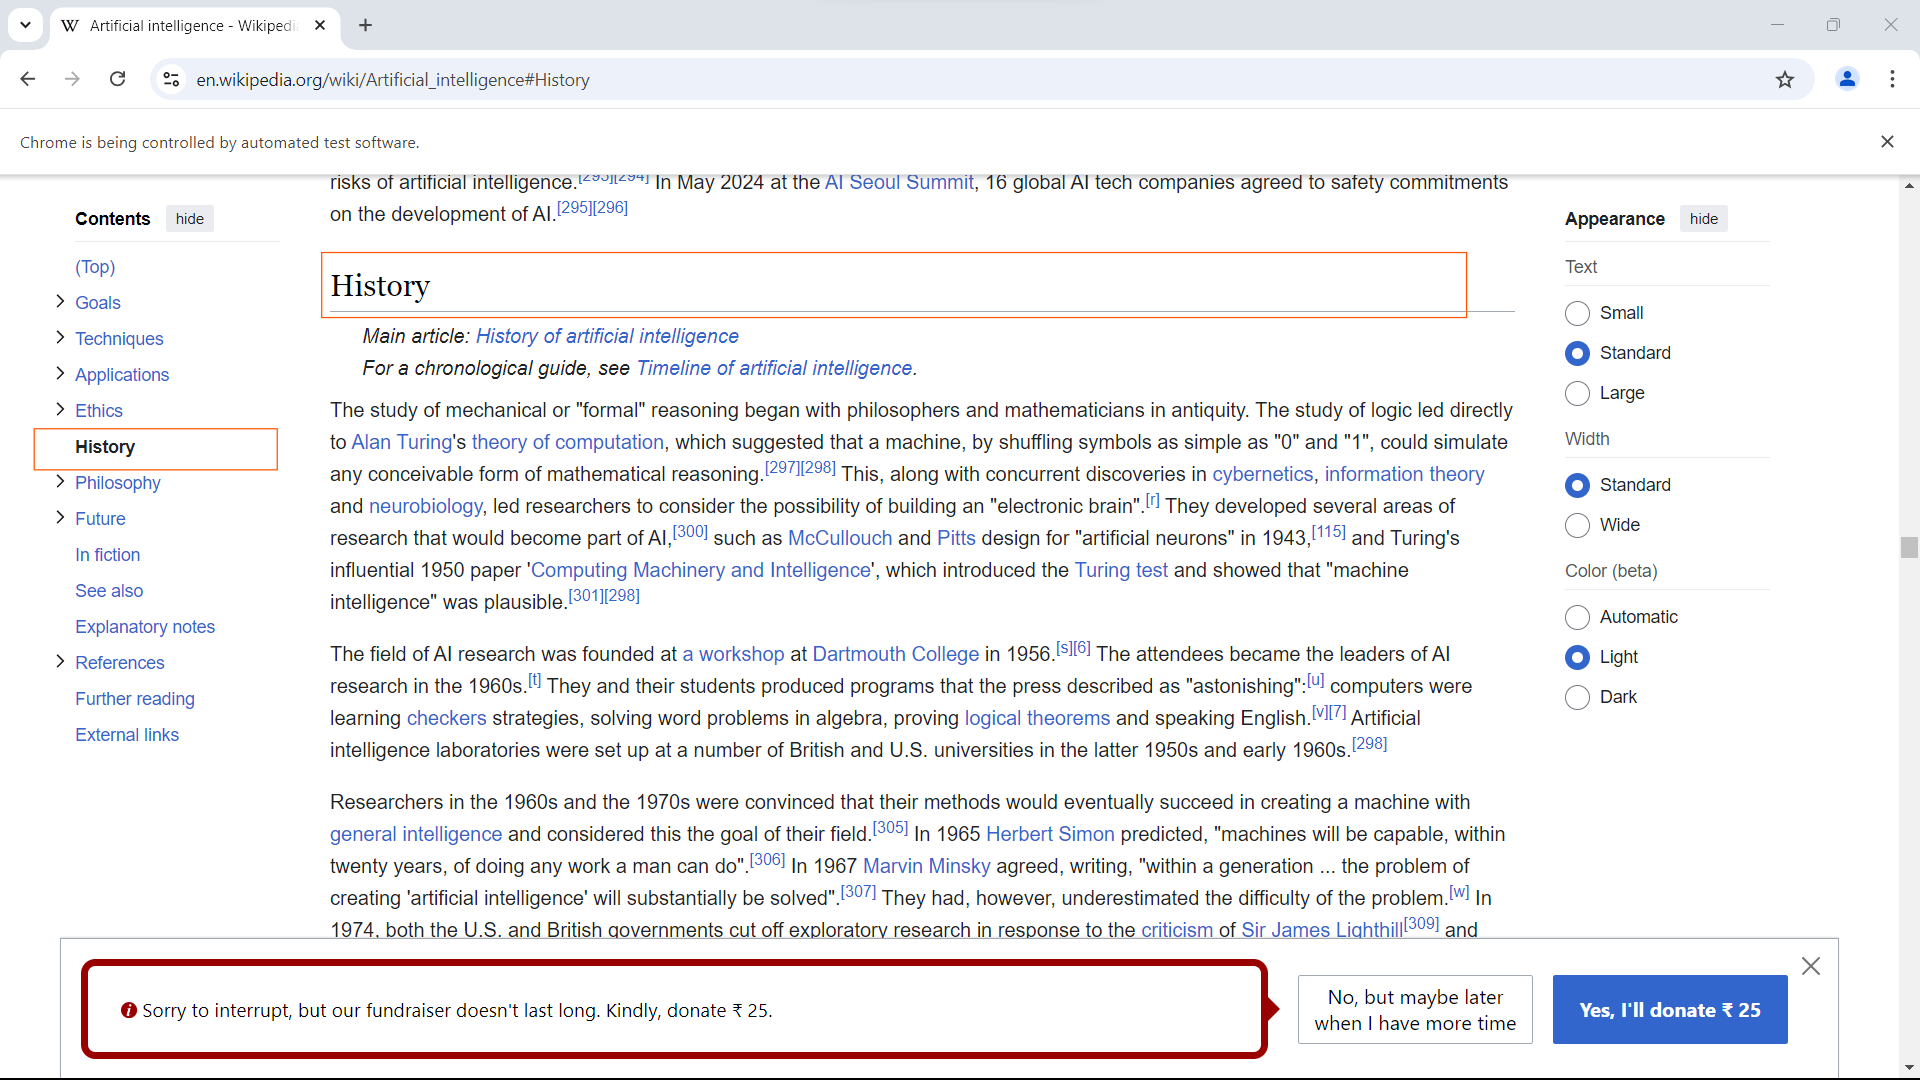 Artificial intelligence - Wikipedi
en.wikipedia.org/wiki/Artificial_intelligence#History
Chrome is being controlled by automated test software.
Contents hide
(Top)
Goals
Techniques
Applications
Ethics
History
Philosophy
Future
In fiction
See also
Explanatory notes
References
Further reading
External links
risks of artificial intelligence.[293][294] In May 2024 at the AI Seoul Summit, 16 global AI tech companies agreed to safety commitments
on the development of AI.[295][296]
History
Main article: History of artificial intelligence
For a chronological guide, see Timeline of artificial intelligence.
The study of mechanical or "formal" reasoning began with philosophers and mathematicians in antiquity. The study of logic led directly
to Alan Turing's theory of computation, which suggested that a machine, by shuffling symbols as simple as "0" and "1", could simulate
any conceivable form of mathematical reasoning.[297][298] This, along with concurrent discoveries in cybernetics, information theory
and neurobiology, led researchers to consider the possibility of building an "electronic brain".[r] They developed several areas of
research that would become part of AI,[300] such as McCullouch and Pitts design for "artificial neurons" in 1943,[115] and Turing's
influential 1950 paper 'Computing Machinery and Intelligence', which introduced the Turing test and showed that "machine
intelligence" was plausible.[301][298]
The field of AI research was founded at a workshop at Dartmouth College in 1956.[s][6] The attendees became the leaders of AI
research in the 1960s.[t] They and their students produced programs that the press described as "astonishing":[u] computers were
learning checkers strategies, solving word problems in algebra, proving logical theorems and speaking English.[v][7] Artificial
intelligence laboratories were set up at a number of British and U.S. universities in the latter 1950s and early 1960s.[298]
Researchers in the 1960s and the 1970s were convinced that their methods would eventually succeed in creating a machine with
general intelligence and considered this the goal of their field.[305] In 1965 Herbert Simon predicted, "machines will be capable, within
twenty years, of doing any work a man can do".[306] In 1967 Marvin Minsky agreed, writing, "within a generation ... the problem of
creating 'artificial intelligence' will substantially be solved".[307] They had, however, underestimated the difficulty of the problem.[w] In
1974, both the U.S. and British governments cut off exploratory research in response to the criticism of Sir James Lighthill[309] and
Appearance hide
Text
Small
Standard
Large
Width
Standard
Wide
Color (beta)
Automatic
Light
Dark
Sorry to interrupt, but our fundraiser doesn't last long. Kindly, donate ₹ 25.
No, but maybe later
when I have more time
Yes, I'll donate ₹ 25